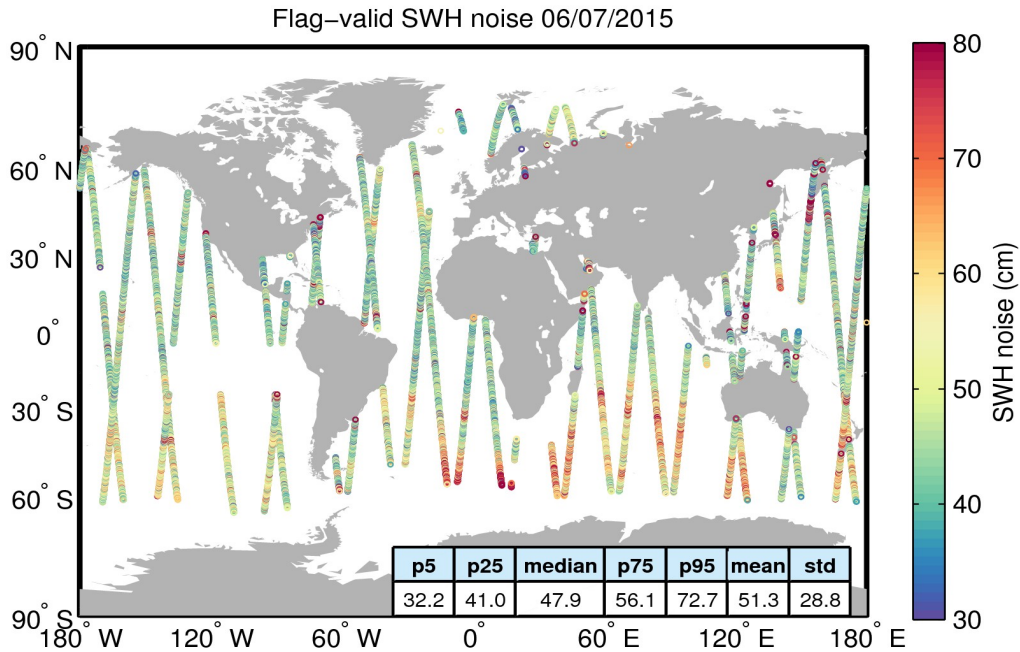 Flag−valid SWH noise 06/07/2015
90° N
60° N
30° N
0°
30° S
60° S
90° S
180° W 120° W 60° W 0° 60° E 120° E 180° E
p5 p25 median p75 p95 mean std
32.2 41.0 47.9 56.1 72.7 51.3 28.8
80
70
60
50
40
30
SWH noise (cm)